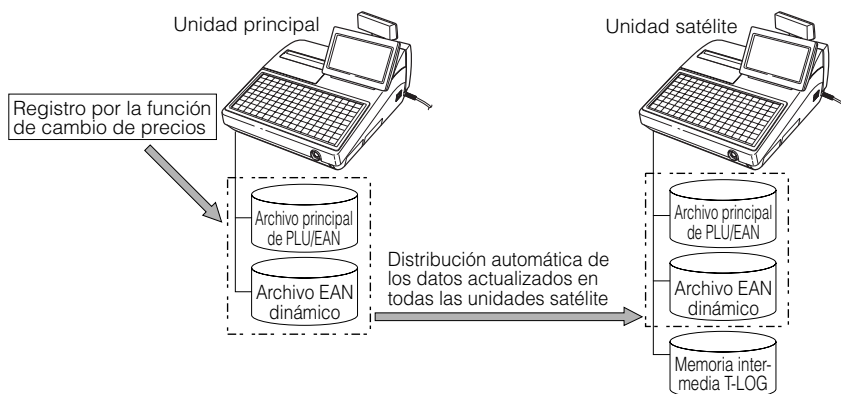 Unidad principal
Unidad satélite
Registro por la función
de cambio de precios
Archivo principal
de PLU/EAN
Archivo EAN
dinámico
Distribución automática de
los datos actualizados en
todas las unidades satélite
Archivo principal
de PLU/EAN
Archivo EAN
dinámico
Memoria inter-
media T-LOG